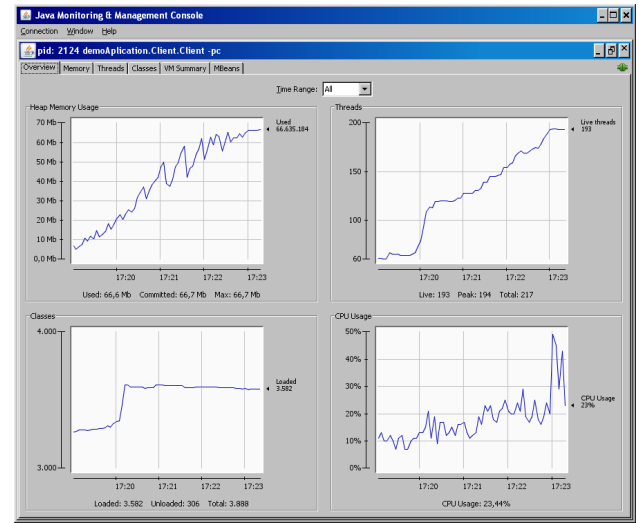 Java Monitoring & Management Console
Connection Window Help
pid: 2124 demoAplication.Client.Client -pc
Overview Memory Threads Classes VM Summary MBeans
Time Range: All
Heap Memory Usage
70 Mb
60 Mb
50 Mb
40 Mb
30 Mb
20 Mb
10 Mb
0,0 Mb
Used
66.635.184
17:20 17:21 17:22 17:23
Used: 66,6 Mb Committed: 66,7 Mb Max: 66,7 Mb
Threads
200
150
100
60
Live threads
193
17:20 17:21 17:22 17:23
Live: 193 Peak: 194 Total: 217
Classes
4.000
3.000
Loaded
3.582
17:20 17:21 17:22 17:23
Loaded: 3.582 Unloaded: 306 Total: 3.888
CPU Usage
50%
40%
30%
20%
10%
0%
CPU Usage
23%
17:20 17:21 17:22 17:23
CPU Usage: 23,44%